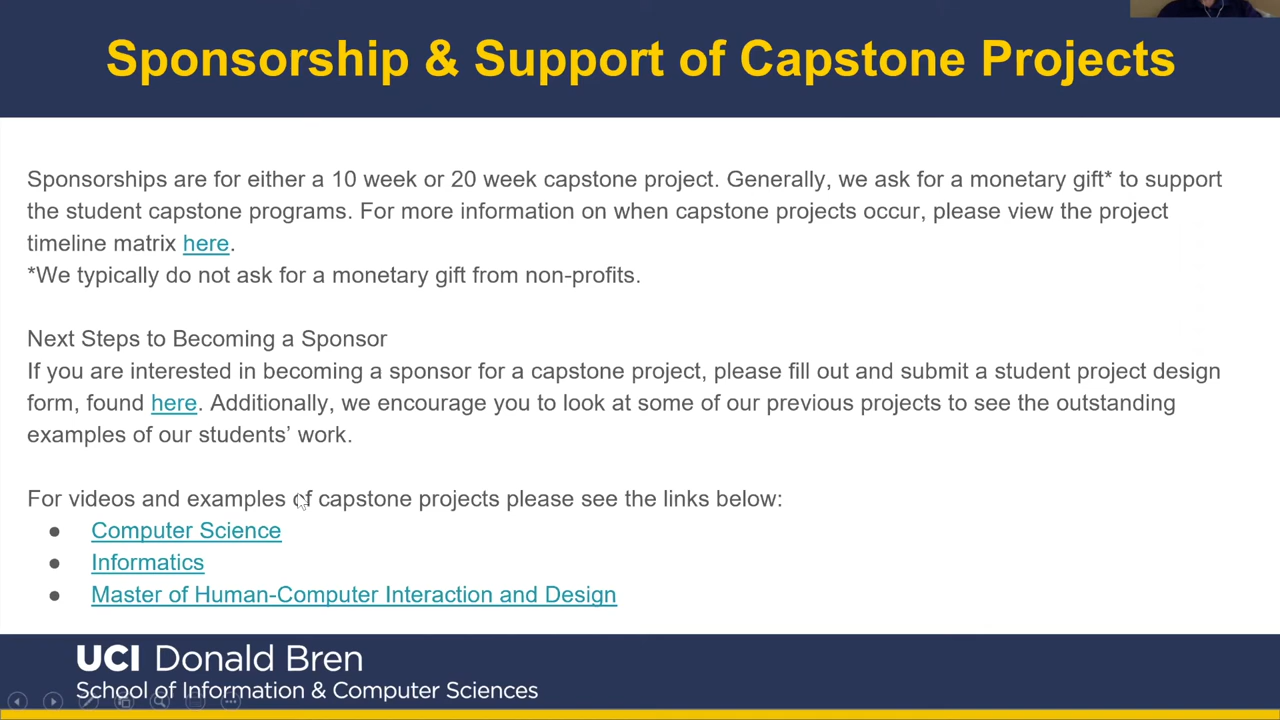 Sponsorship & Support of Capstone Projects
Sponsorships are for either a 10 week or 20 week capstone project. Generally, we ask for a monetary gift* to support
the student capstone programs. For more information on when capstone projects occur, please view the project
timeline matrix here.
*We typically do not ask for a monetary gift from non-profits.
Next Steps to Becoming a Sponsor
If you are interested in becoming a sponsor for a capstone project, please fill out and submit a student project design
form, found here. Additionally, we encourage you to look at some of our previous projects to see the outstanding
examples of our students’ work.
For videos and examples of capstone projects please see the links below:
● Computer Science
● Informatics
● Master of Human-Computer Interaction and Design
UCI Donald Bren
School of Information & Computer Sciences